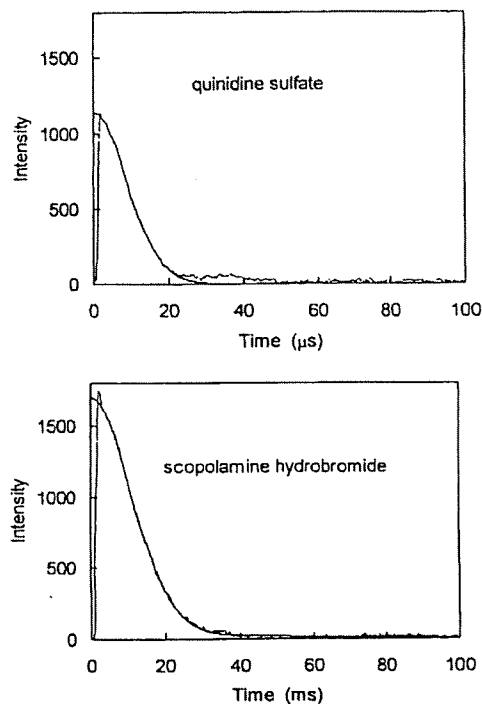 1500
quinidine sulfate
1000
Intensity
500
0
0 20 40 60 80 100
Time (µs)
1500
scopolamine hydrobromide
1000
Intensity
500
0
0 20 40 60 80 100
Time (ms)